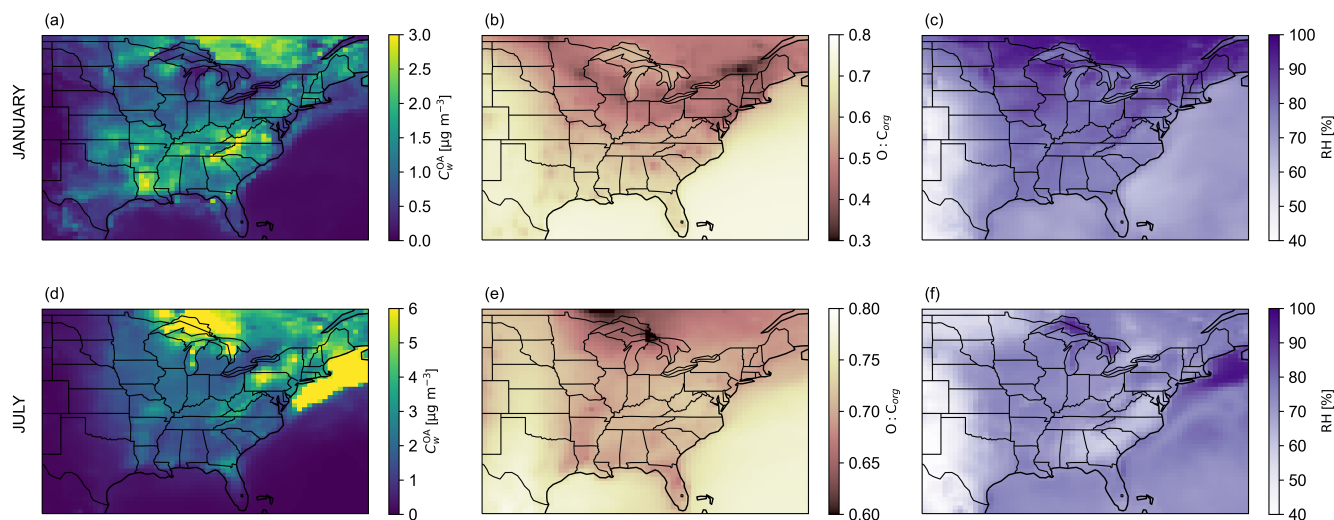 (a)
(b)
(c)
JANUARY
3.0
2.5
2.0
1.5
1.0
0.5
0.0
C_w^OA [µg m⁻³]
0.8
0.7
0.6
0.5
0.4
0.3
O : C_org
100
90
80
70
60
50
40
RH [%]
(d)
(e)
(f)
JULY
6
5
4
3
2
1
0
C_w^OA [µg m⁻³]
0.80
0.75
0.70
0.65
0.60
O : C_org
100
90
80
70
60
50
40
RH [%]